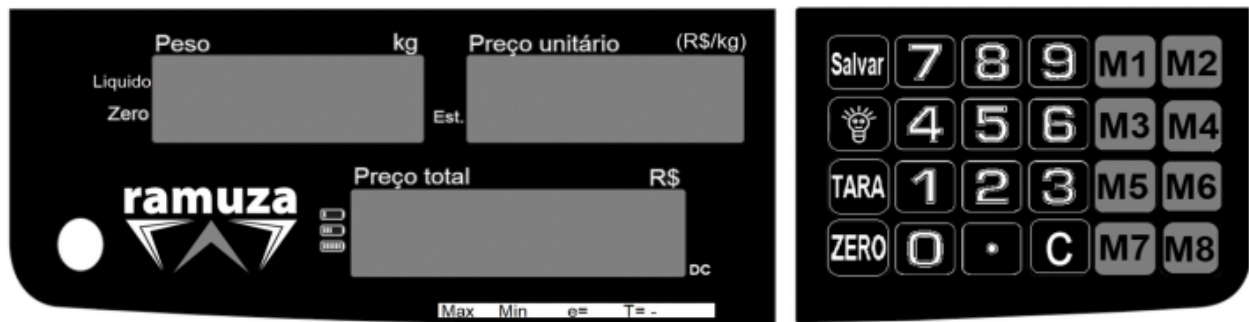 Peso kg Preço unitário (R$/kg)
Liquido
Zero
Est.
Preço total R$
ramuza
DC
Max Min e= T= -
Salvar 7 8 9 M1 M2
4 5 6 M3 M4
TARA 1 2 3 M5 M6
ZERO 0 . C M7 M8